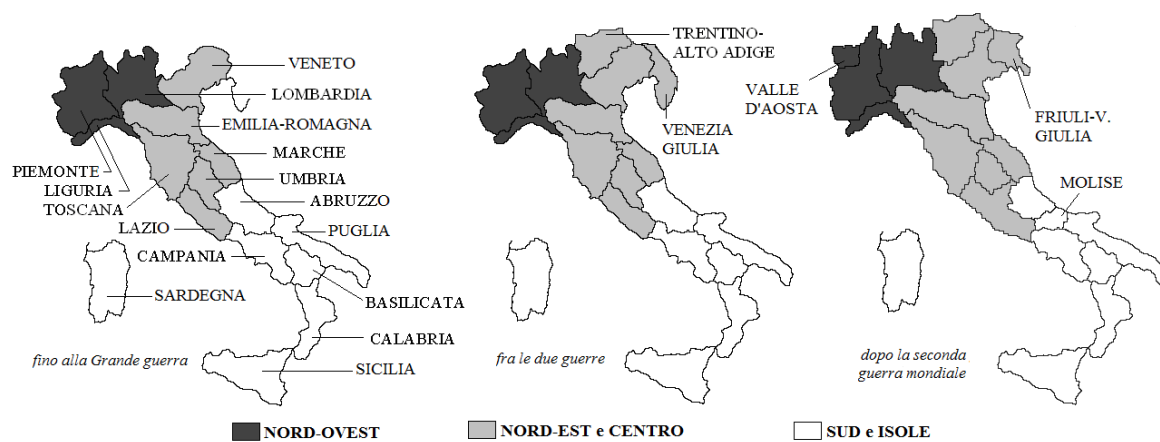 VENETO
LOMBARDIA
EMILIA-ROMAGNA
MARCHE
PIEMONTE
UMBRIA
LIGURIA
ABRUZZO
TOSCANA
LAZIO
PUGLIA
CAMPANIA
SARDEGNA
BASILICATA
CALABRIA
SICILIA
fino alla Grande guerra
TRENTINO-
ALTO ADIGE
VENEZIA
GIULIA
fra le due guerre
VALLE
D'AOSTA
FRIULI-V.
GIULIA
MOLISE
dopo la seconda
guerra mondiale
NORD-OVEST
NORD-EST e CENTRO
SUD e ISOLE